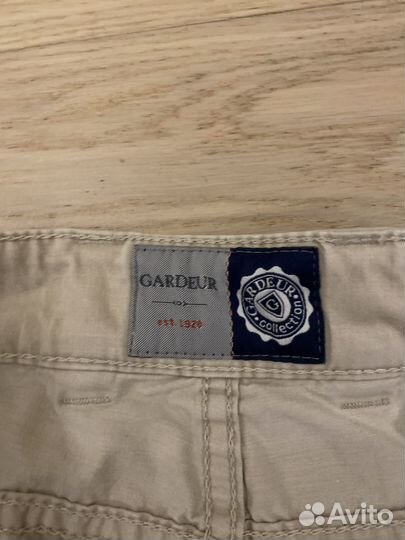 GARDEUR
est. 1920
GARDEUR
G
collection
Avito